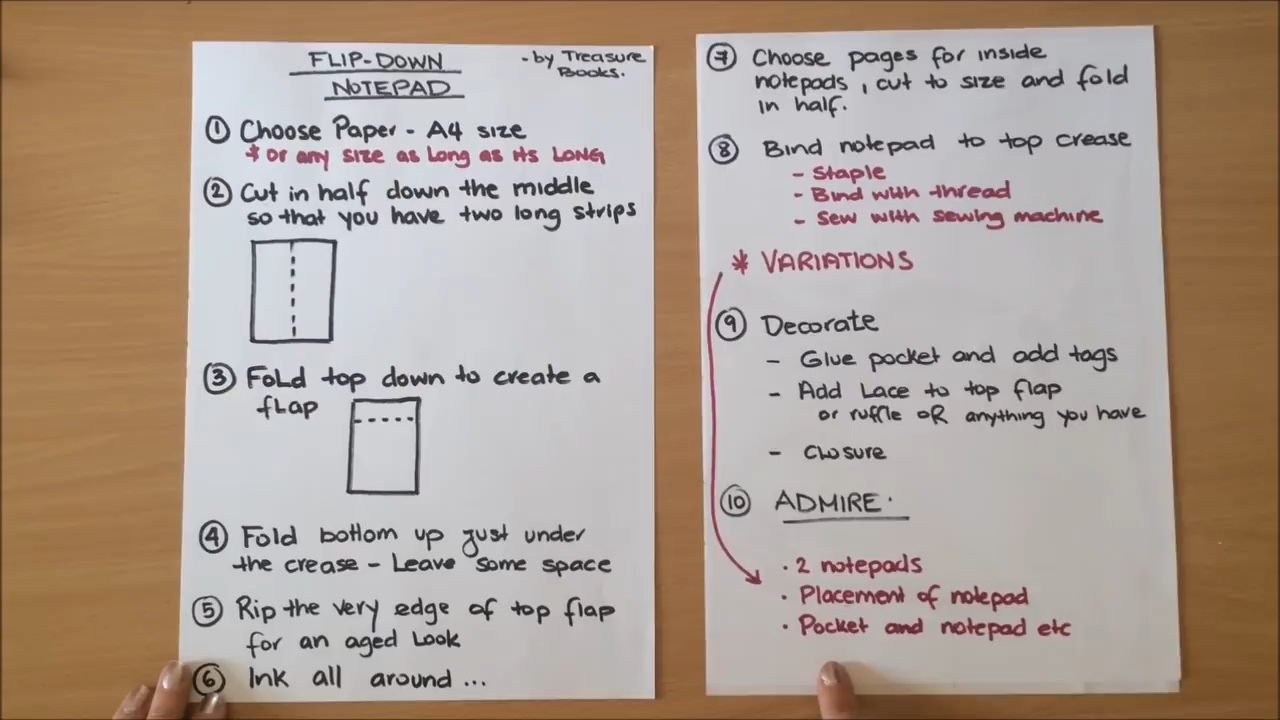 FLIP-DOWN
NOTEPAD
- by Treasure
Books.
① Choose Paper - A4 size
* or any size as long as its LONG
② Cut in half down the middle
so that you have two long strips
③ Fold top down to create a
flap
④ Fold bottom up just under
the crease - Leave some space
⑤ Rip the very edge of top flap
for an aged Look
⑥ Ink all around ...
⑦ Choose pages for inside
notepads, cut to size and fold
in half.
⑧ Bind notepad to top crease
- Staple
- Bind with thread
- Sew with sewing machine
* VARIATIONS
⑨ Decorate
- Glue pocket and add tags
- Add Lace to top flap
or ruffle OR anything you have
- Closure
⑩ ADMIRE.
· 2 notepads
· Placement of notepad
· Pocket and notepad etc